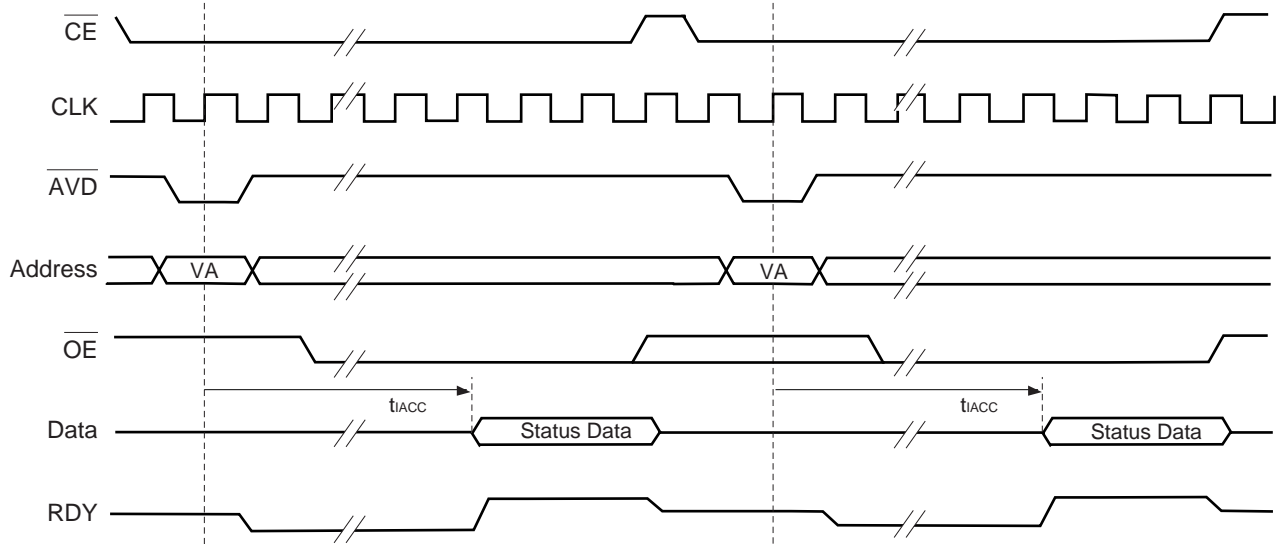 CE
CLK
AVD
Address VA VA
OE
tIACC tIACC
Data Status Data Status Data
RDY